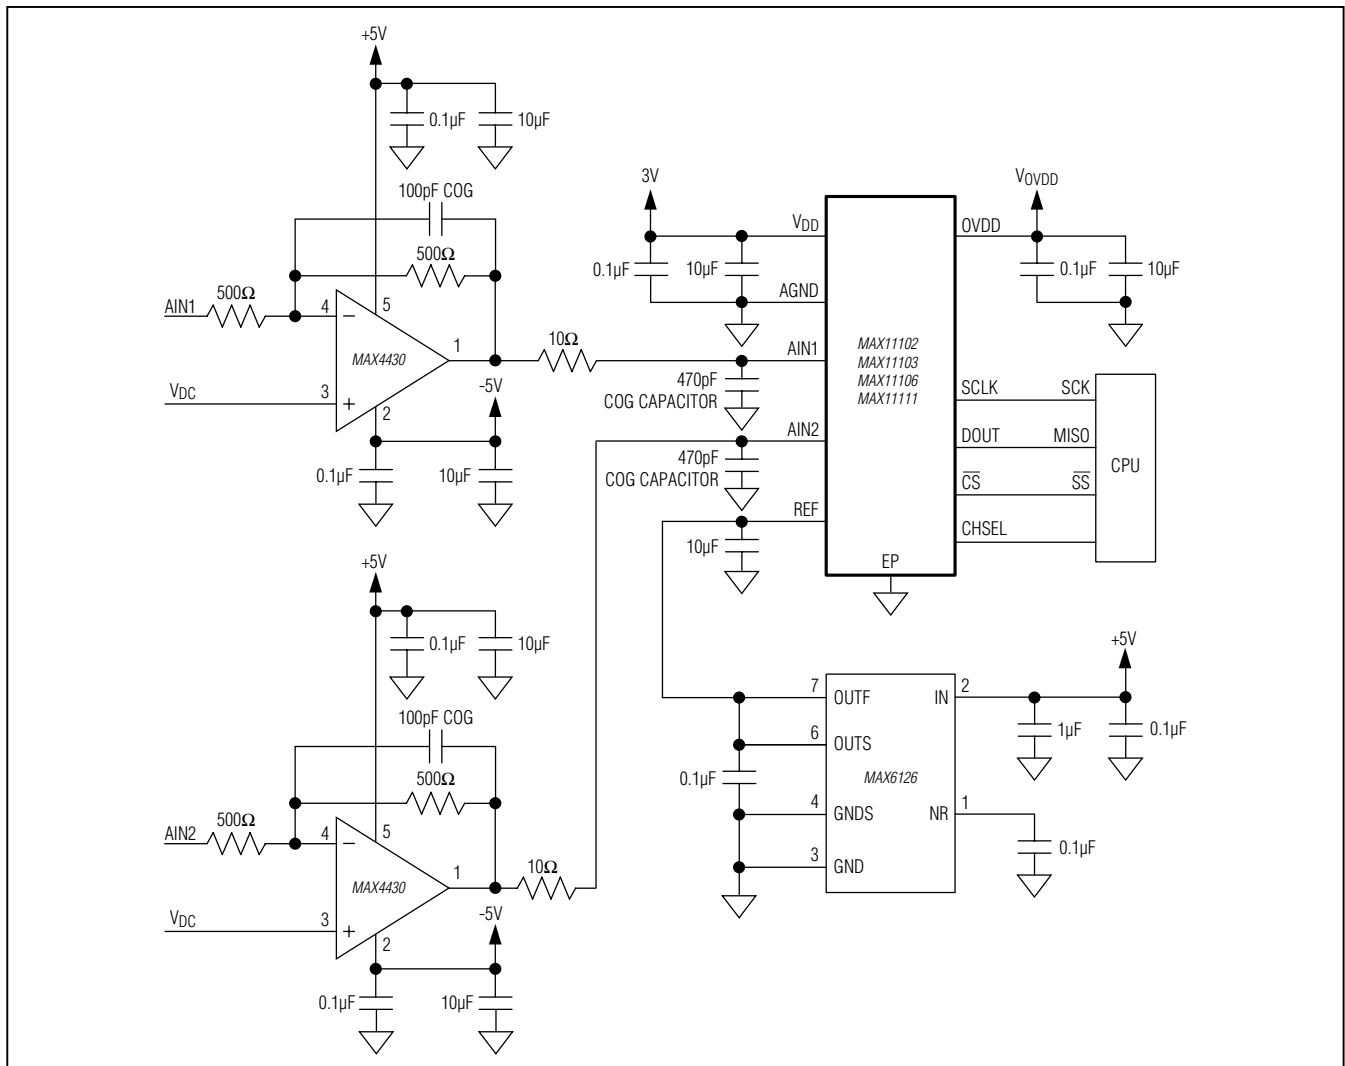 +5V
0.1µF
10µF
100pF COG
500Ω
AIN1
500Ω
4
5
−
MAX4430
1
VDC
3
+
2
-5V
0.1µF
10µF
10Ω
3V
0.1µF
10µF
VDD
AGND
AIN1
470pF
COG CAPACITOR
AIN2
470pF
COG CAPACITOR
REF
10µF
MAX11102
MAX11103
MAX11106
MAX11111
EP
VOVDD
OVDD
0.1µF
10µF
SCLK
SCK
DOUT
MISO
CS
SS
CHSEL
CPU
+5V
0.1µF
10µF
100pF COG
500Ω
AIN2
500Ω
4
5
−
MAX4430
1
VDC
3
+
2
-5V
0.1µF
10µF
10Ω
7
OUTF
IN
2
+5V
6
OUTS
1µF
0.1µF
0.1µF
MAX6126
4
GNDS
NR
1
0.1µF
3
GND